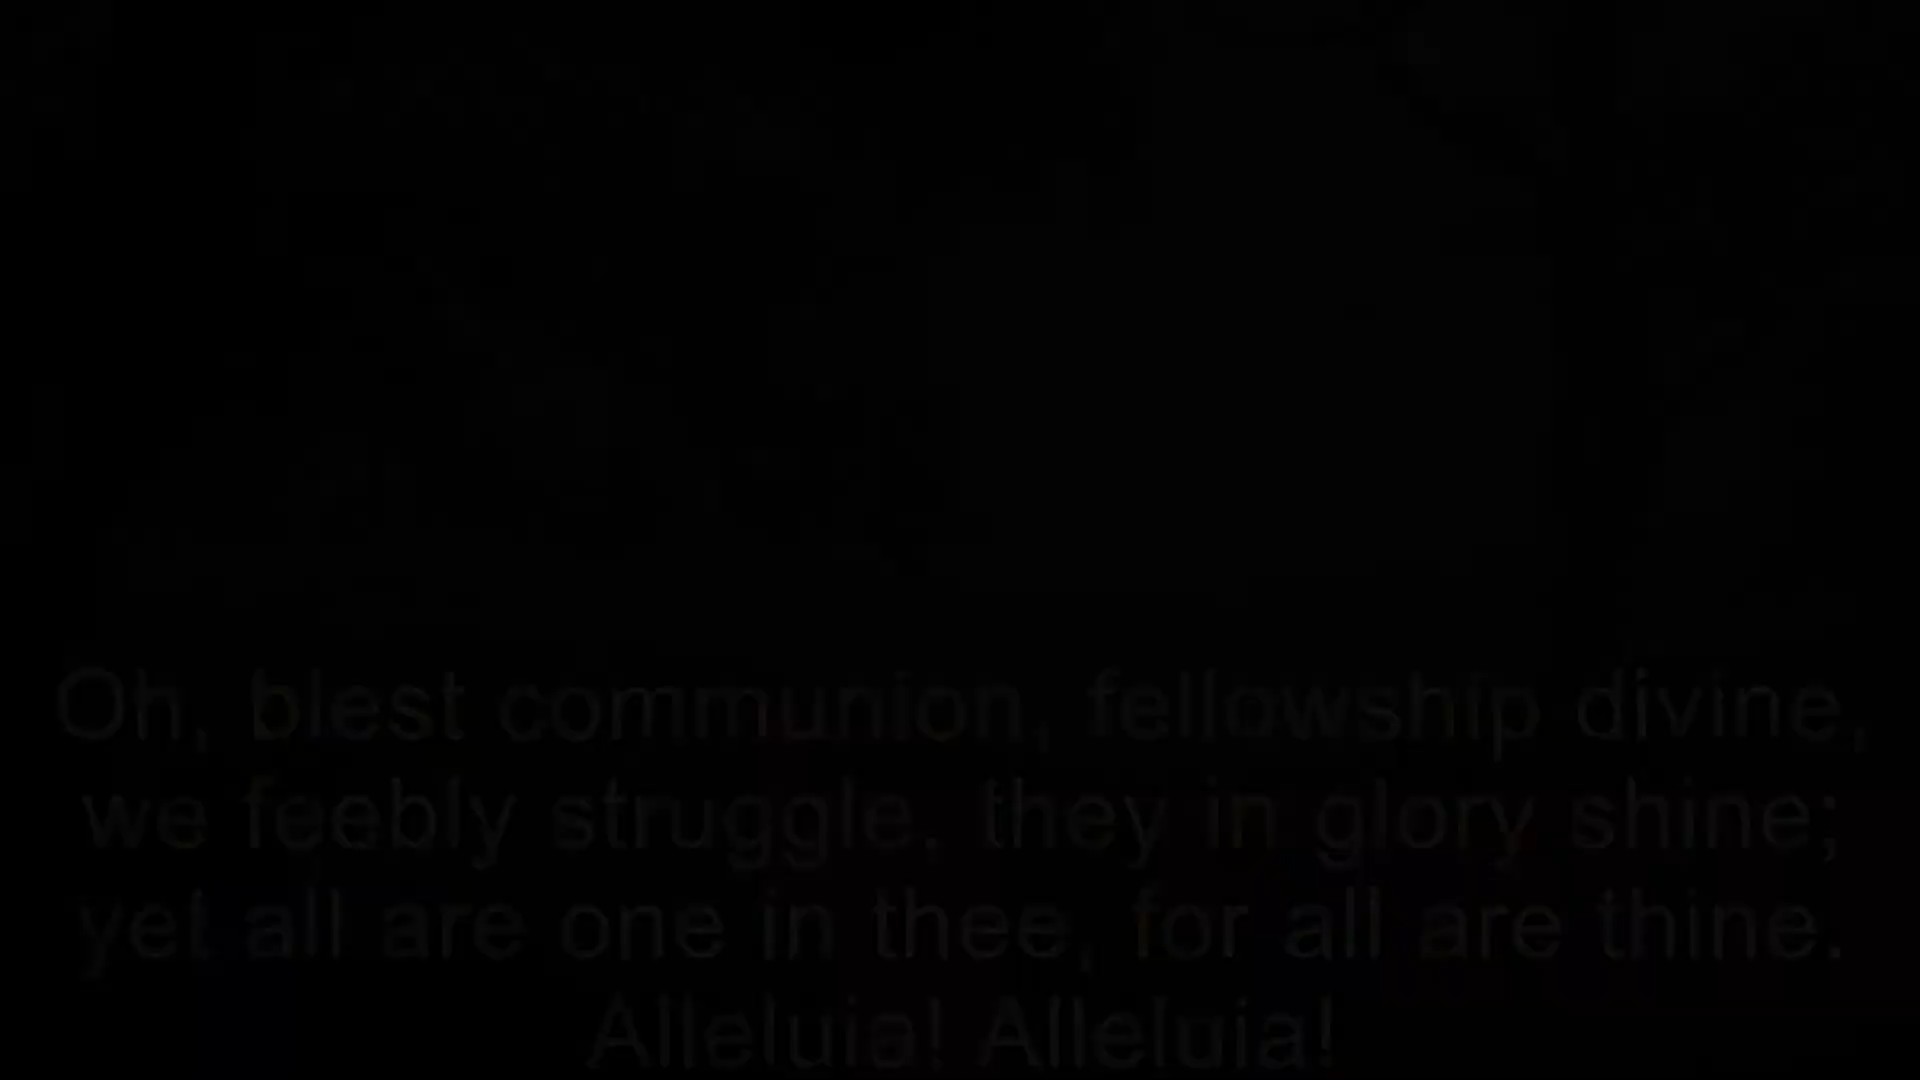 Oh, blest communion, fellowship divine,
we feebly struggle, they in glory shine;
yet all are one in thee, for all are thine.
Alleluia! Alleluia!